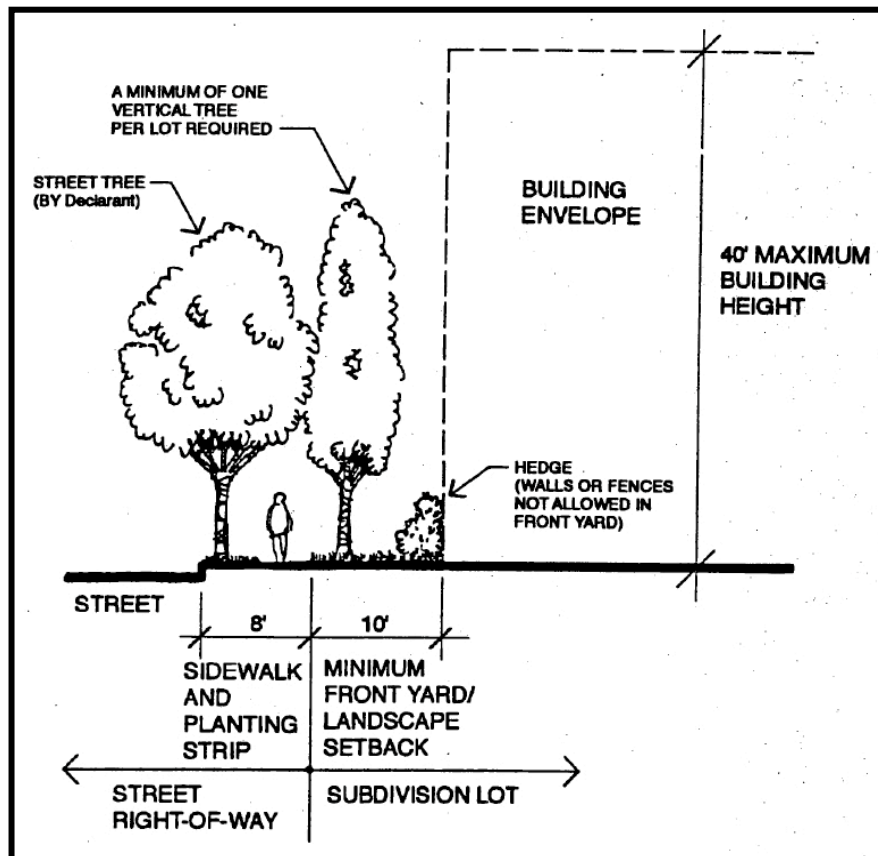 A MINIMUM OF ONE
VERTICAL TREE
PER LOT REQUIRED
STREET TREE
(BY Declarant)
BUILDING
ENVELOPE
40' MAXIMUM
BUILDING
HEIGHT
HEDGE
(WALLS OR FENCES
NOT ALLOWED IN
FRONT YARD)
STREET
8'
10'
SIDEWALK
AND
PLANTING
STRIP
MINIMUM
FRONT YARD/
LANDSCAPE
SETBACK
STREET
RIGHT-OF-WAY
SUBDIVISION LOT